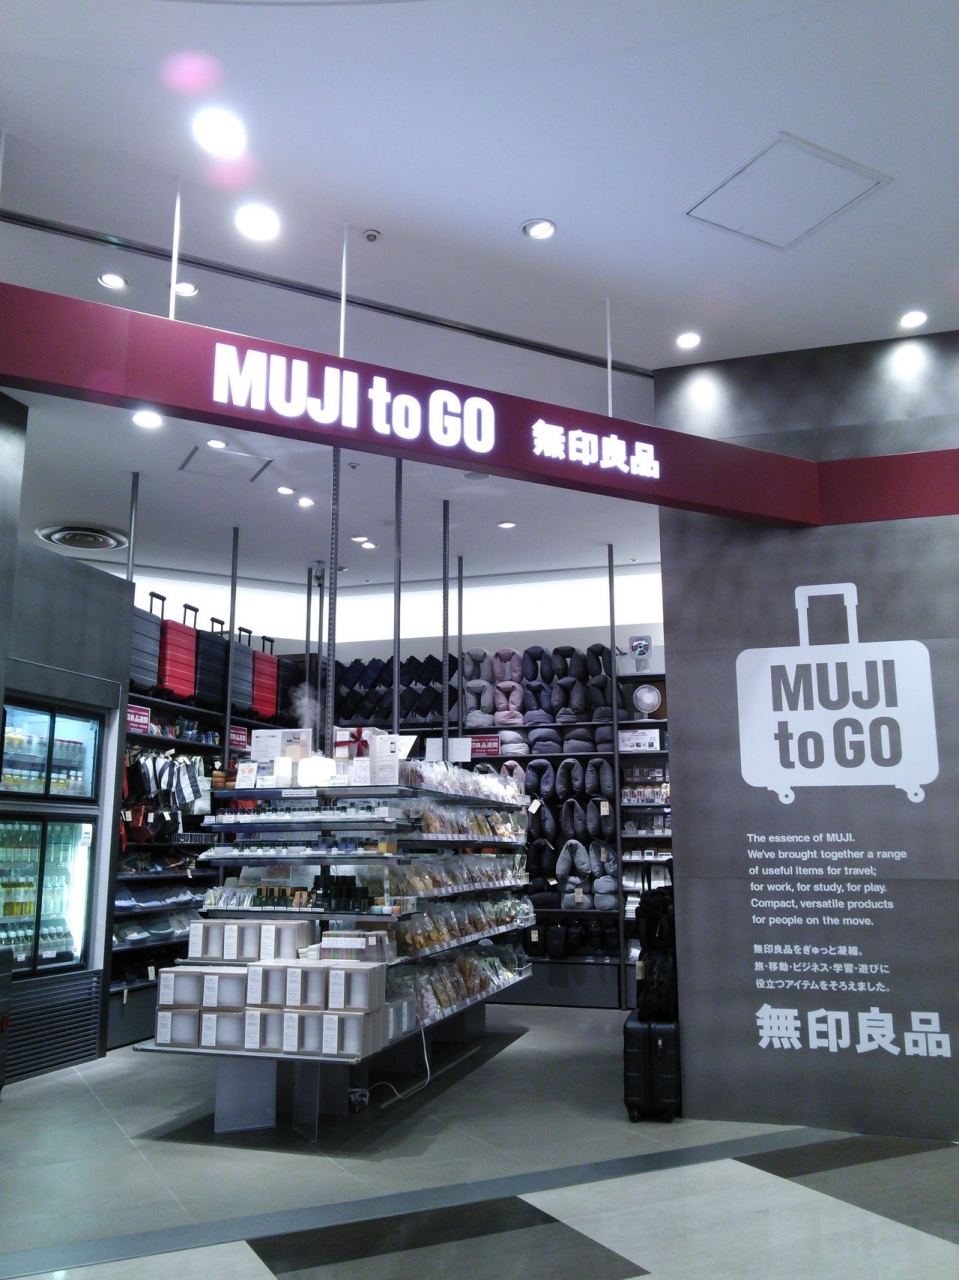 MUJI to GO 無印良品
MUJI
to GO
The essence of MUJI.
We've brought together a range
of useful items for travel;
for work, for study, for play.
Compact, versatile products
for people on the move.
無印良品をぎゅっと凝縮。
旅・移動・ビジネス・学習・遊びに
役立つアイテムをそろえました。
無印良品